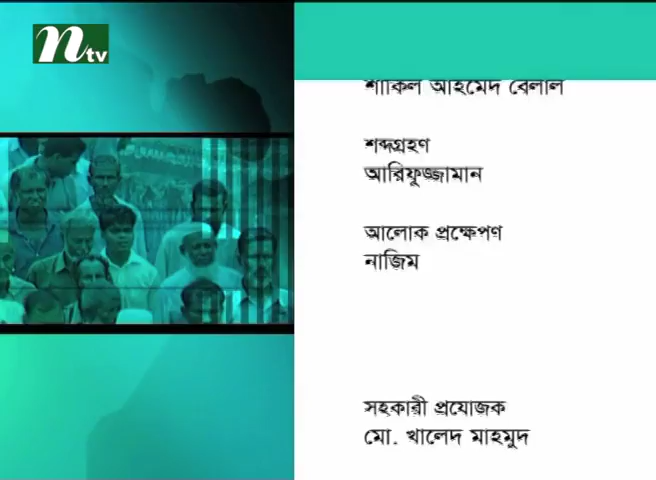 ntv
শাকিল আহমেদ বেলাল
শব্দগ্রহণ
আরিফুজ্জামান
আলোক প্রক্ষেপণ
নাজিম
সহকারী প্রযোজক
মো. খালেদ মাহমুদ